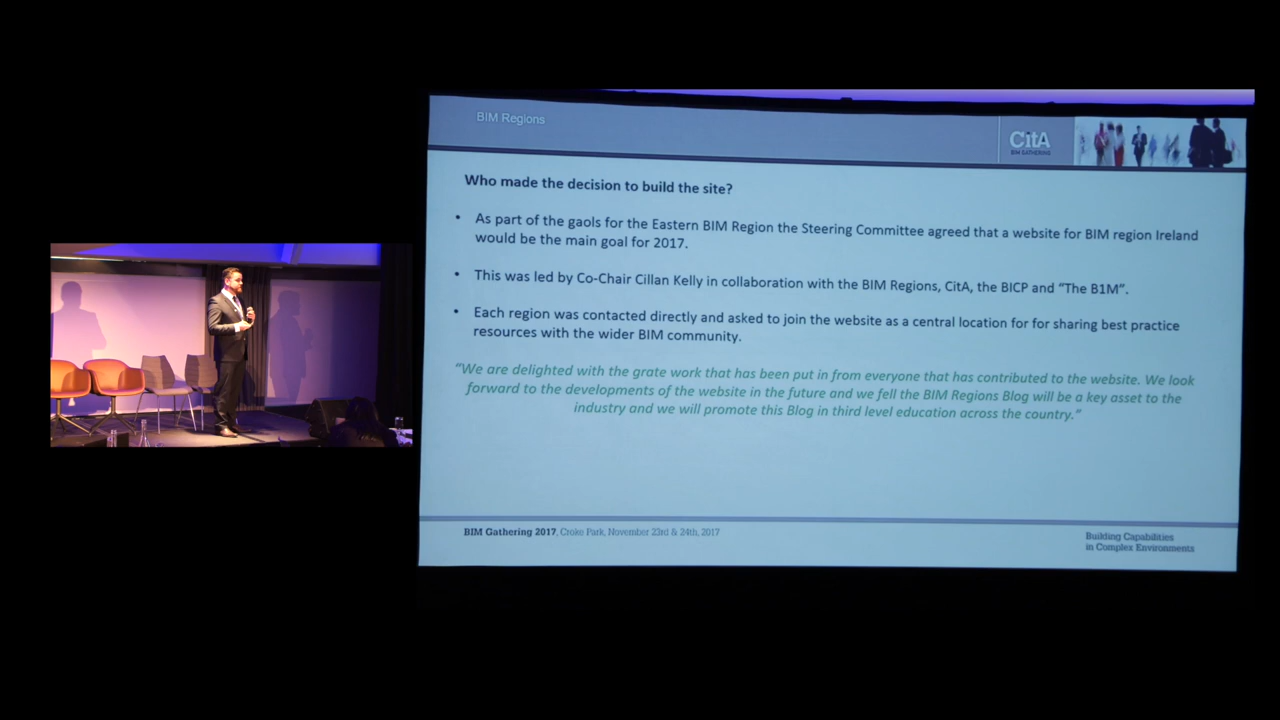 BIM Regions
CitA
BIM GATHERING
Who made the decision to build the site?
• As part of the gaols for the Eastern BIM Region the Steering Committee agreed that a website for BIM region Ireland
would be the main goal for 2017.
• This was led by Co-Chair Cillan Kelly in collaboration with the BIM Regions, CitA, the BICP and “The B1M”.
• Each region was contacted directly and asked to join the website as a central location for for sharing best practice
resources with the wider BIM community.
“We are delighted with the grate work that has been put in from everyone that has contributed to the website. We look
forward to the developments of the website in the future and we fell the BIM Regions Blog will be a key asset to the
industry and we will promote this Blog in third level education across the country.”
BIM Gathering 2017, Croke Park, November 23rd & 24th, 2017
Building Capabilities
in Complex Environments